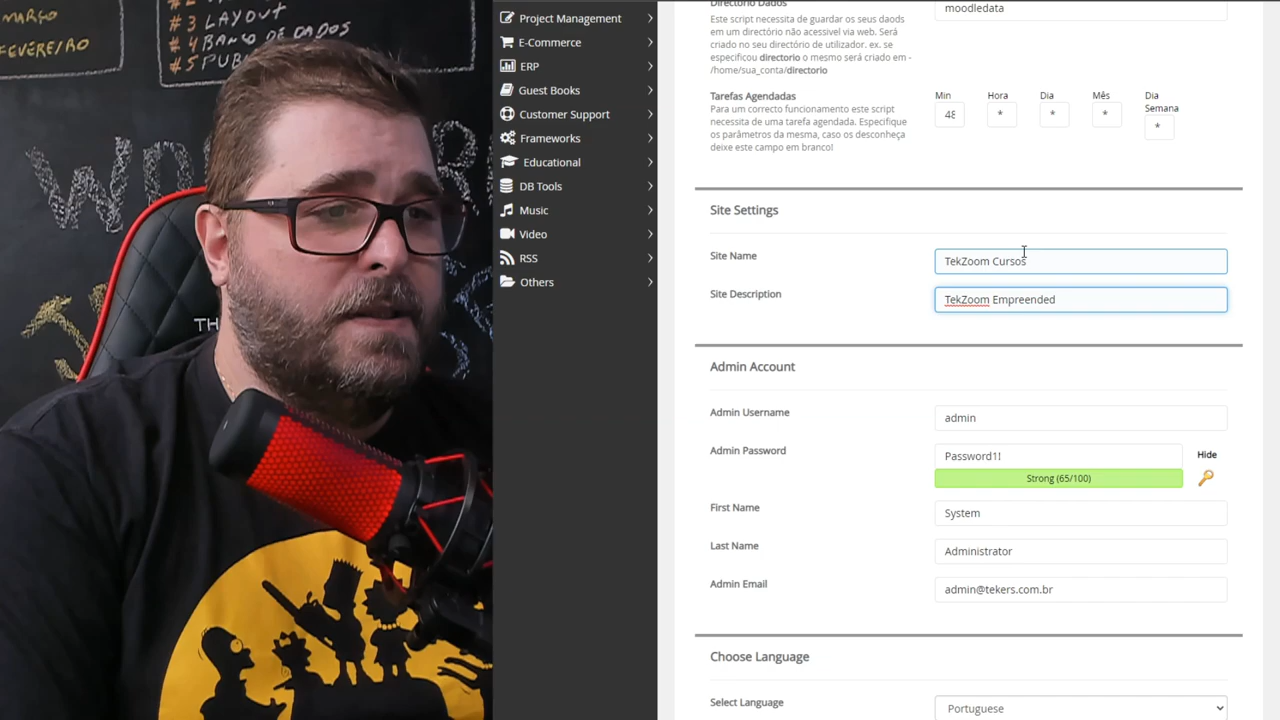 MARÇO
FEVEREIRO
#3 LAYOUT
#4 BANCO DE DADOS
#5 PUB
TH
Project Management
E-Commerce
ERP
Guest Books
Customer Support
Frameworks
Educational
DB Tools
Music
Video
RSS
Others
Directório Dados
Este script necessita de guardar os seus daods
em um directório não acessivel via web. Será
criado no seu directório de utilizador. ex. se
especificou directorio o mesmo será criado em -
/home/sua_conta/directorio
moodledata
Tarefas Agendadas
Para um correcto funcionamento este script
necessita de uma tarefa agendada. Especifique
os parâmetros da mesma, caso os desconheça
deixe este campo em branco!
Min Hora Dia Mês Dia Semana
48 * * * *
Site Settings
Site Name TekZoom Cursos
Site Description TekZoom Empreended
Admin Account
Admin Username admin
Admin Password Password1! Hide
Strong (65/100)
First Name System
Last Name Administrator
Admin Email admin@tekers.com.br
Choose Language
Select Language Portuguese